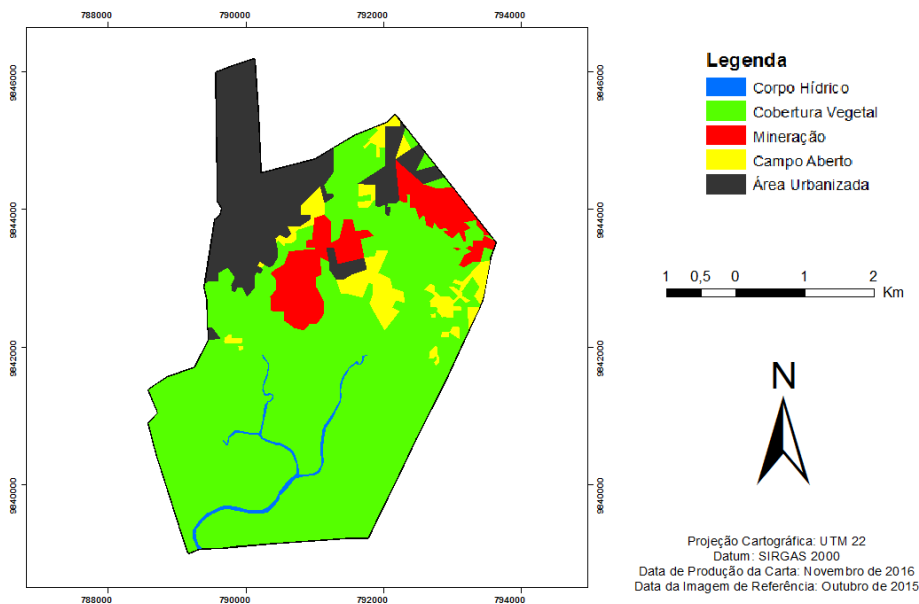 788000 790000 792000 794000
9846000
9844000
9842000
9840000
788000 790000 792000 794000
9846000
9844000
9842000
9840000
Legenda
Corpo Hídrico
Cobertura Vegetal
Mineração
Campo Aberto
Área Urbanizada
1 0,5 0 1 2
Km
N
Projeção Cartográfica: UTM 22
Datum: SIRGAS 2000
Data de Produção da Carta: Novembro de 2016
Data da Imagem de Referência: Outubro de 2015